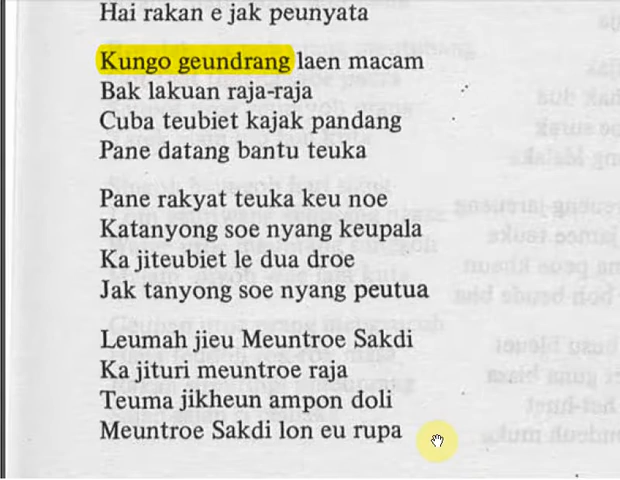 Hai rakan e jak peunyata
Kungo geundrang laen macam
Bak lakuan raja-raja
Cuba teubiet kajak pandang
Pane datang bantu teuka
Pane rakyat teuka keu noe
Katanyong soe nyang keupala
Ka jiteubiet le dua droe
Jak tanyong soe nyang peutua
Leumah jieu Meuntroe Sakdi
Ka jituri meuntroe raja
Teuma jikheun ampon doli
Meuntroe Sakdi lon eu rupa